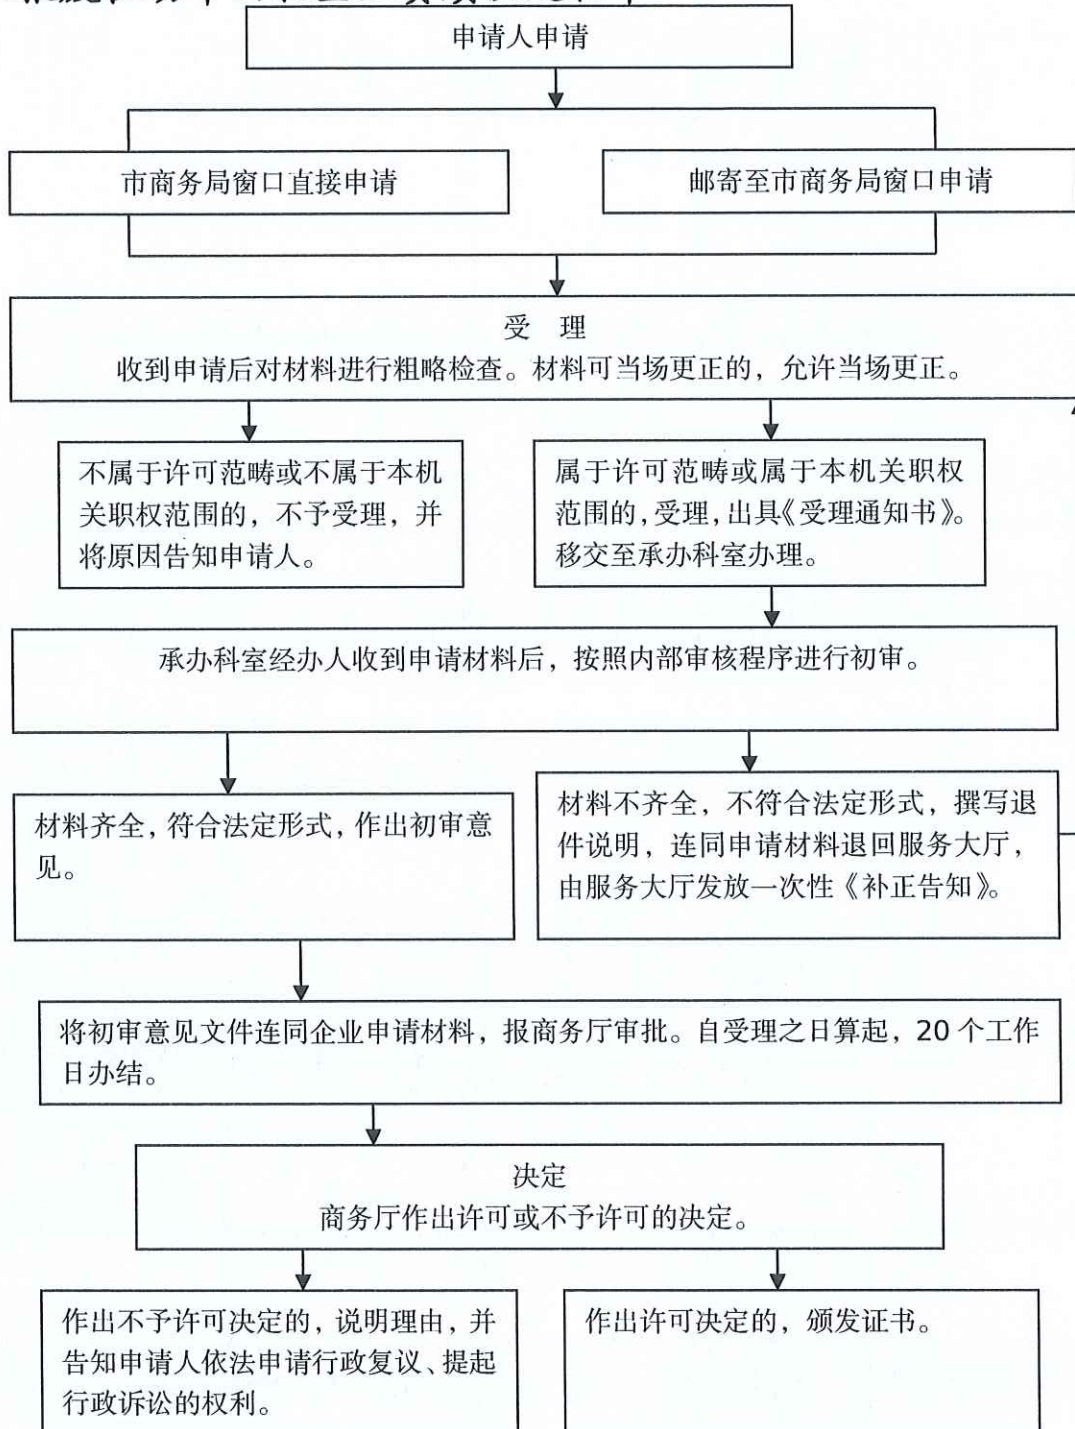 申请人申请
市商务局窗口直接申请
邮寄至市商务局窗口申请
受 理
收到申请后对材料进行粗略检查。材料可当场更正的，允许当场更正。
不属于许可范畴或不属于本机
关职权范围的，不予受理，并
将原因告知申请人。
属于许可范畴或属于本机关职权
范围的，受理，出具《受理通知书》。
移交至承办科室办理。
承办科室经办人收到申请材料后，按照内部审核程序进行初审。
材料齐全，符合法定形式，作出初审意
见。
材料不齐全，不符合法定形式，撰写退
件说明，连同申请材料退回服务大厅，
由服务大厅发放一次性《补正告知》。
将初审意见文件连同企业申请材料，报商务厅审批。自受理之日算起，20 个工作
日办结。
决定
商务厅作出许可或不予许可的决定。
作出不予许可决定的，说明理由，并
告知申请人依法申请行政复议、提起
行政诉讼的权利。
作出许可决定的，颁发证书。